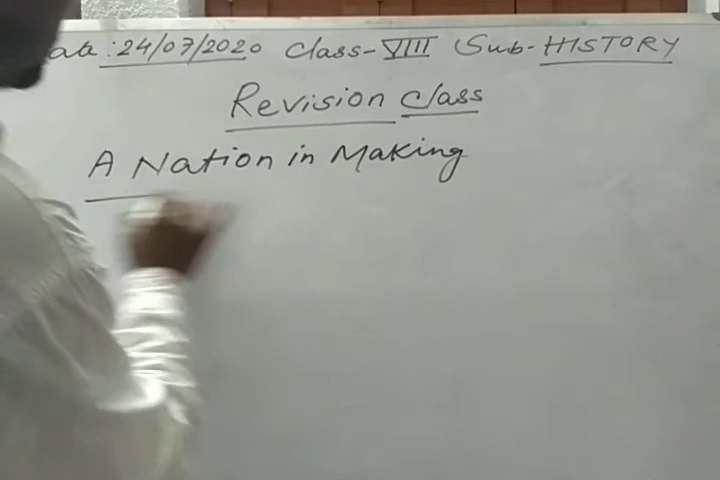 ate: 24/07/2020 Class-VIII Sub-HISTORY
Revision class
A Nation in Making